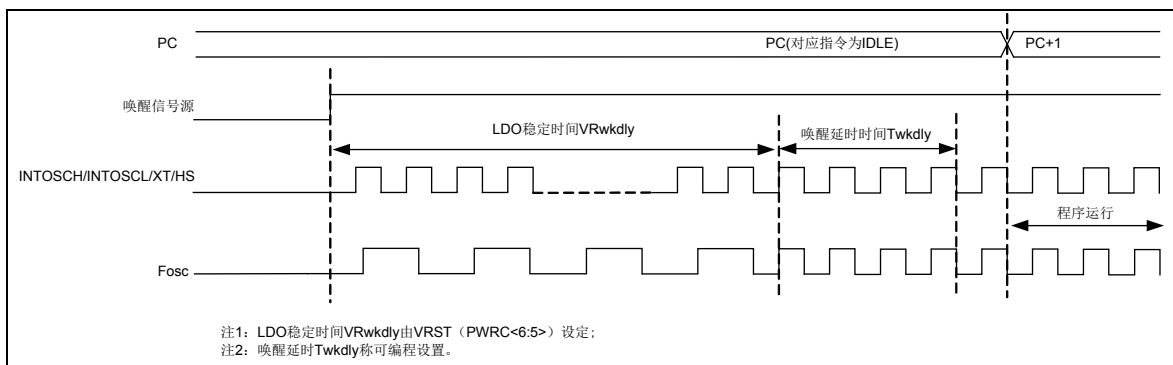 PC
PC(对应指令为IDLE)
PC+1
唤醒信号源
LDO稳定时间VRwkdly
唤醒延时时间Twkdly
INTOSCH/INTOSCL/XT/HS
程序运行
Fosc
注1：LDO稳定时间VRwkdly由VRST（PWRC<6:5>）设定;
注2：唤醒延时Twkdly称可编程设置。